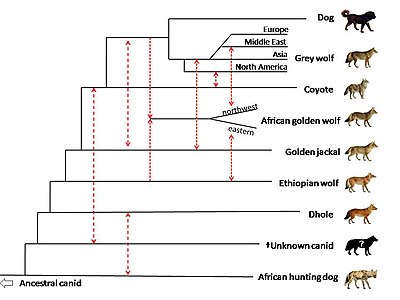 Dog
Europe
Middle East
Asia
Grey wolf
North America
Coyote
northwest
African golden wolf
eastern
Golden jackal
Ethiopian wolf
Dhole
†Unknown canid
?
African hunting dog
Ancestral canid